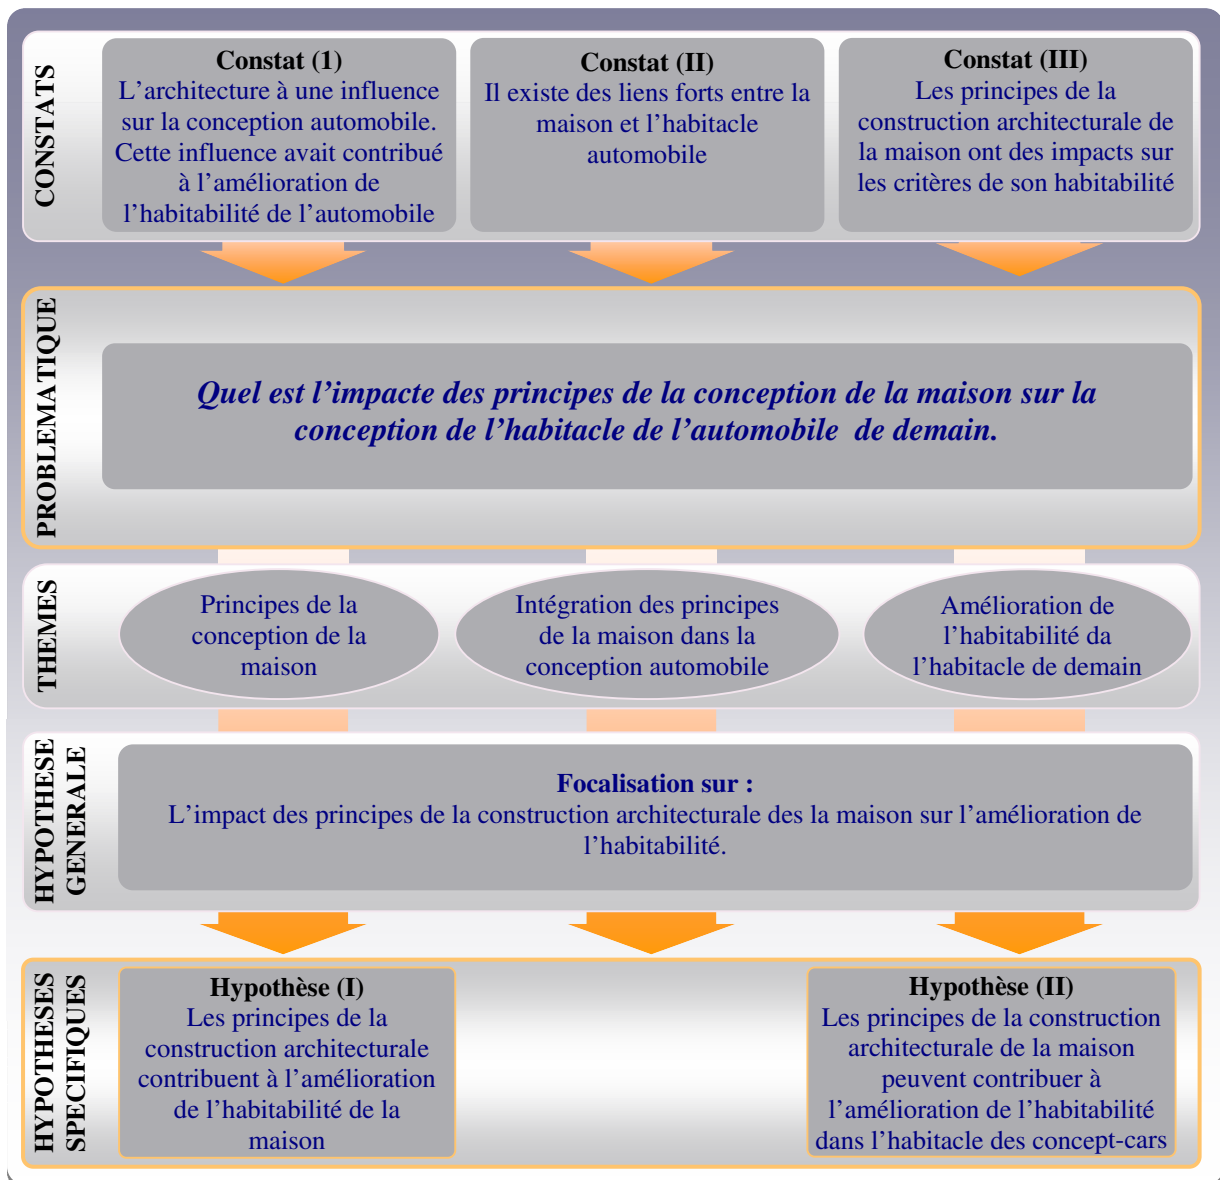 CONSTATS
Constat (1)
L’architecture à une influence
sur la conception automobile.
Cette influence avait contribué
à l’amélioration de
l’habitabilité de l’automobile
Constat (II)
Il existe des liens forts entre la
maison et l’habitacle
automobile
Constat (III)
Les principes de la
construction architecturale de
la maison ont des impacts sur
les critères de son habitabilité
PROBLEMATIQUE
Quel est l’impacte des principes de la conception de la maison sur la
conception de l’habitacle de l’automobile de demain.
THEMES
Principes de la
conception de la
maison
Intégration des principes
de la maison dans la
conception automobile
Amélioration de
l’habitabilité da
l’habitacle de demain
HYPOTHESE
GENERALE
Focalisation sur :
L’impact des principes de la construction architecturale des la maison sur l’amélioration de
l’habitabilité.
HYPOTHESES
SPECIFIQUES
Hypothèse (I)
Les principes de la
construction architecturale
contribuent à l’amélioration
de l’habitabilité de la
maison
Hypothèse (II)
Les principes de la construction
architecturale de la maison
peuvent contribuer à
l’amélioration de l’habitabilité
dans l’habitacle des concept-cars